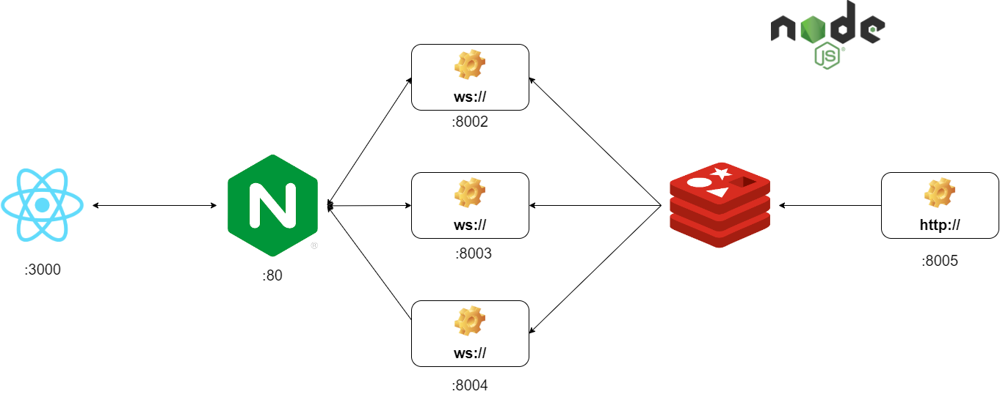 node
JS®
ws://
:8002
N
®
ws://
http://
:3000
:80
:8003
:8005
ws://
:8004